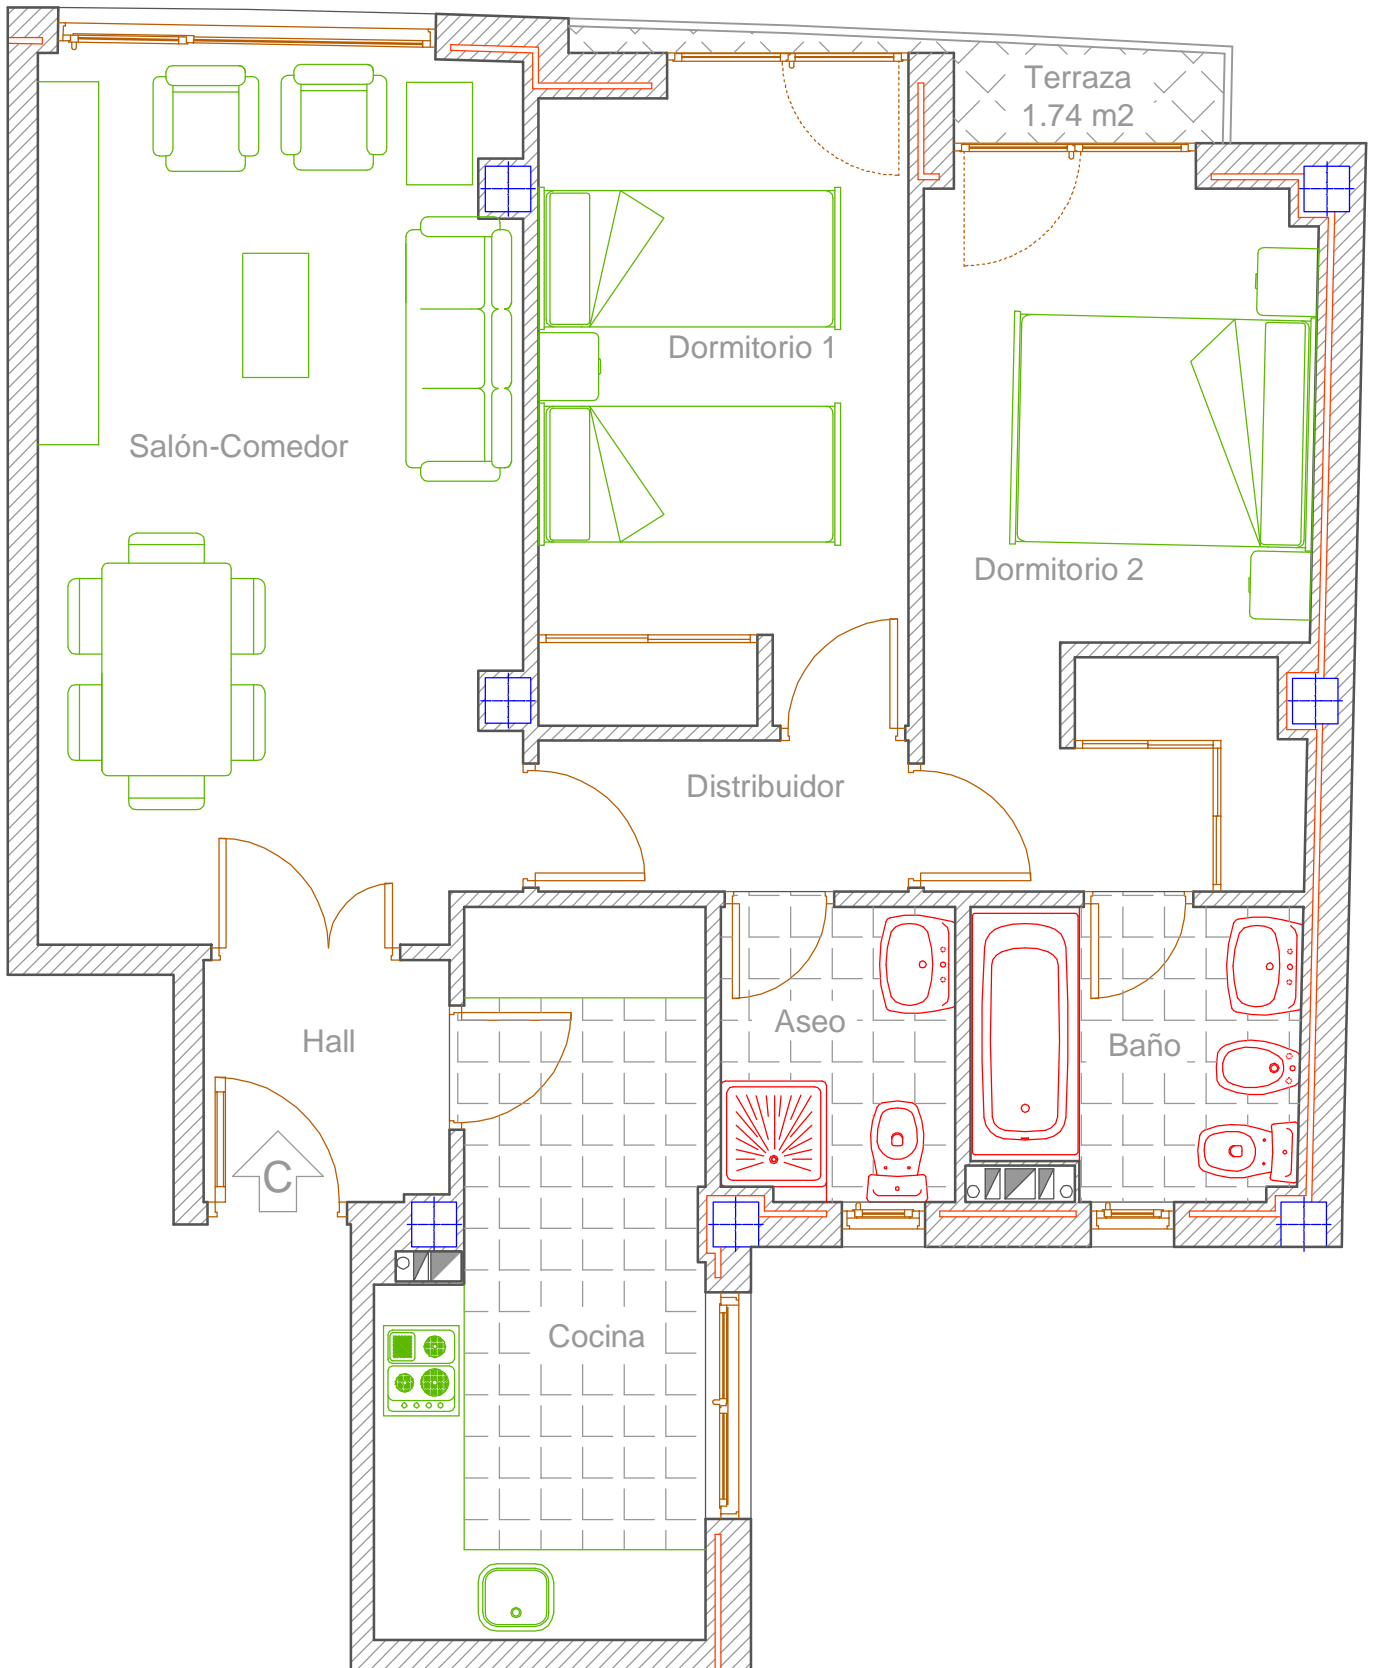 Terraza
1.74 m2
Dormitorio 1
Salón-Comedor
Dormitorio 2
Distribuidor
Aseo
Hall
Baño
C
Cocina